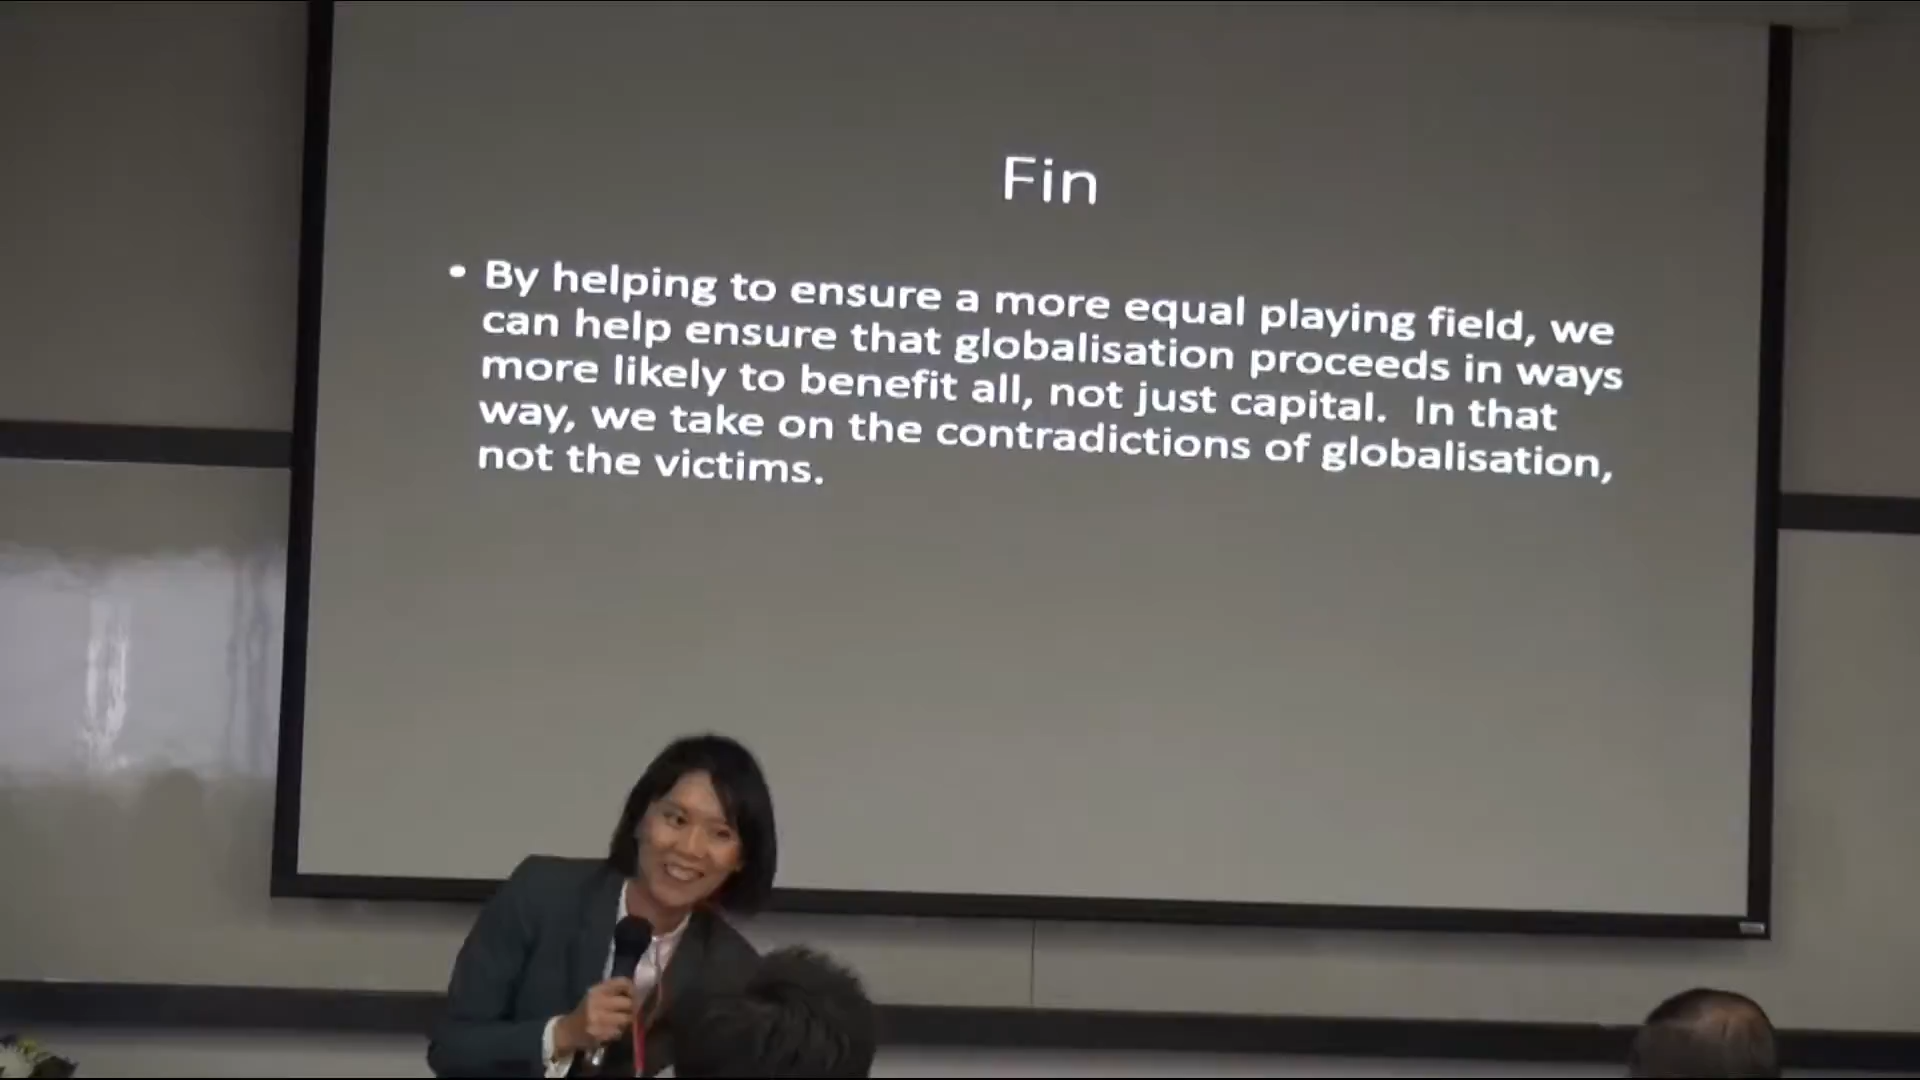 Fin
• By helping to ensure a more equal playing field, we
can help ensure that globalisation proceeds in ways
more likely to benefit all, not just capital. In that
way, we take on the contradictions of globalisation,
not the victims.